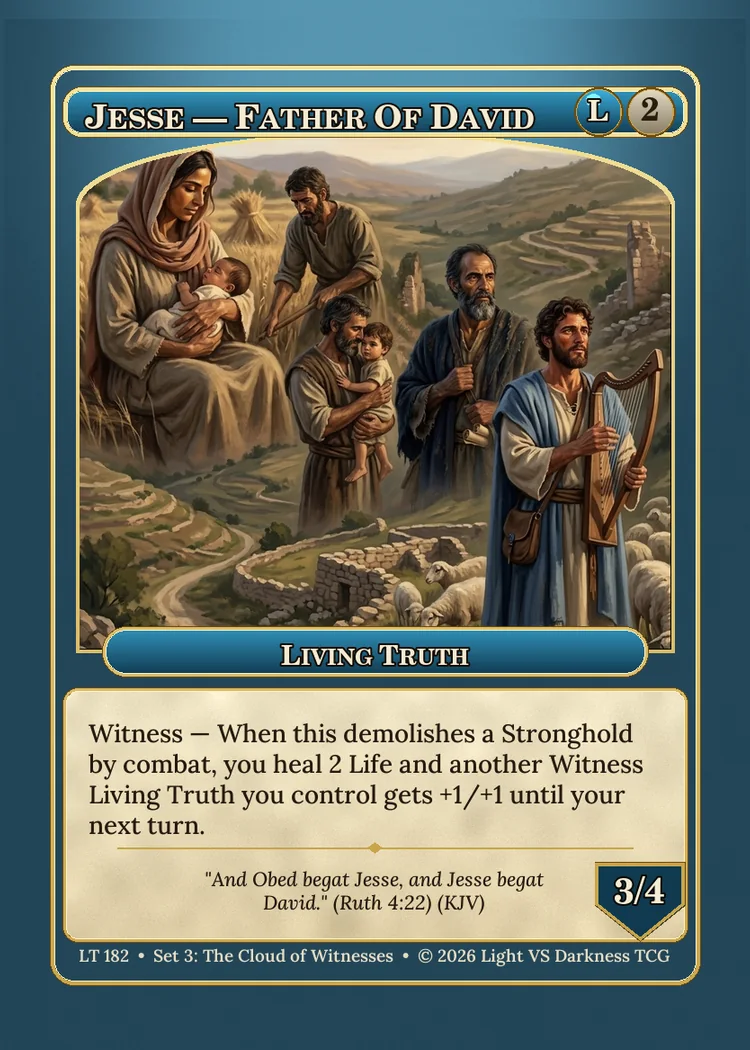 Jesse — Father Of David L 2
Living Truth
Witness — When this demolishes a Stronghold
by combat, you heal 2 Life and another Witness
Living Truth you control gets +1/+1 until your
next turn.
"And Obed begat Jesse, and Jesse begat
David." (Ruth 4:22) (KJV)
3/4
LT 182 • Set 3: The Cloud of Witnesses • © 2026 Light VS Darkness TCG